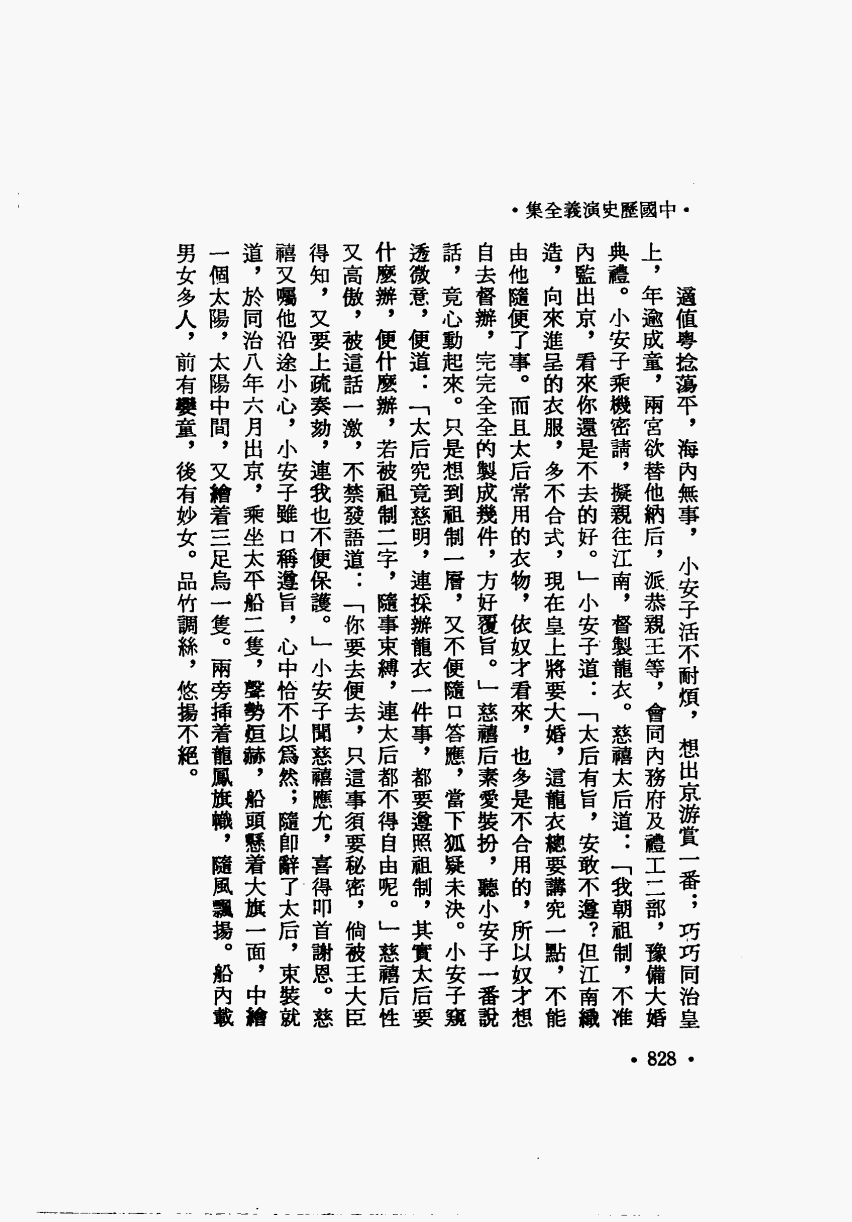 •中國歷史演義全集•
適值粵捻蕩平，海內無事，小安子活不耐煩，想出京游賞一番；巧巧同治皇
上，年逾成童，兩宮欲替他納后，派恭親王等，會同內務府及禮工二部，豫備大婚
典禮。小安子乘機密請，擬親往江南，督製龍衣。慈禧太后道：「我朝祖制，不准
內監出京，看來你還是不去的好。」小安子道：「太后有旨，安敢不遵？但江南織
造，向來進呈的衣服，多不合式，現在皇上將要大婚，這龍衣總要講究一點，不能
由他隨便了事。而且太后常用的衣物，依奴才看來，也多是不合用的，所以奴才想
自去督辦，完完全全的製成幾件，方好覆旨。」慈禧后素愛裝扮，聽小安子一番說
話，竟心動起來。只是想到祖制一層，又不便隨口答應，當下狐疑未決。小安子窺
透微意，便道：「太后究竟慈明，連採辦龍衣一件事，都要遵照祖制，其實太后要
什麼辦，便什麼辦，若被祖制二字，隨事束縛，連太后都不得自由呢。」慈禧后性
又高傲，被這話一激，不禁發語道：「你要去便去，只這事須要秘密，倘被王大臣
得知，又要上疏奏劾，連我也不便保護。」小安子聞慈禧應允，喜得叩首謝恩。慈
禧又囑他沿途小心，小安子雖口稱遵旨，心中恰不以爲然；隨卽辭了太后，束裝就
道，於同治八年六月出京，乘坐太平船二隻，聲勢烜赫，船頭懸着大旗一面，中繪
一個太陽，太陽中間，又繪着三足烏一隻。兩旁插着龍鳳旗幟，隨風飄揚。船內載
男女多人，前有孌童，後有妙女。品竹調絲，悠揚不絕。
•828•